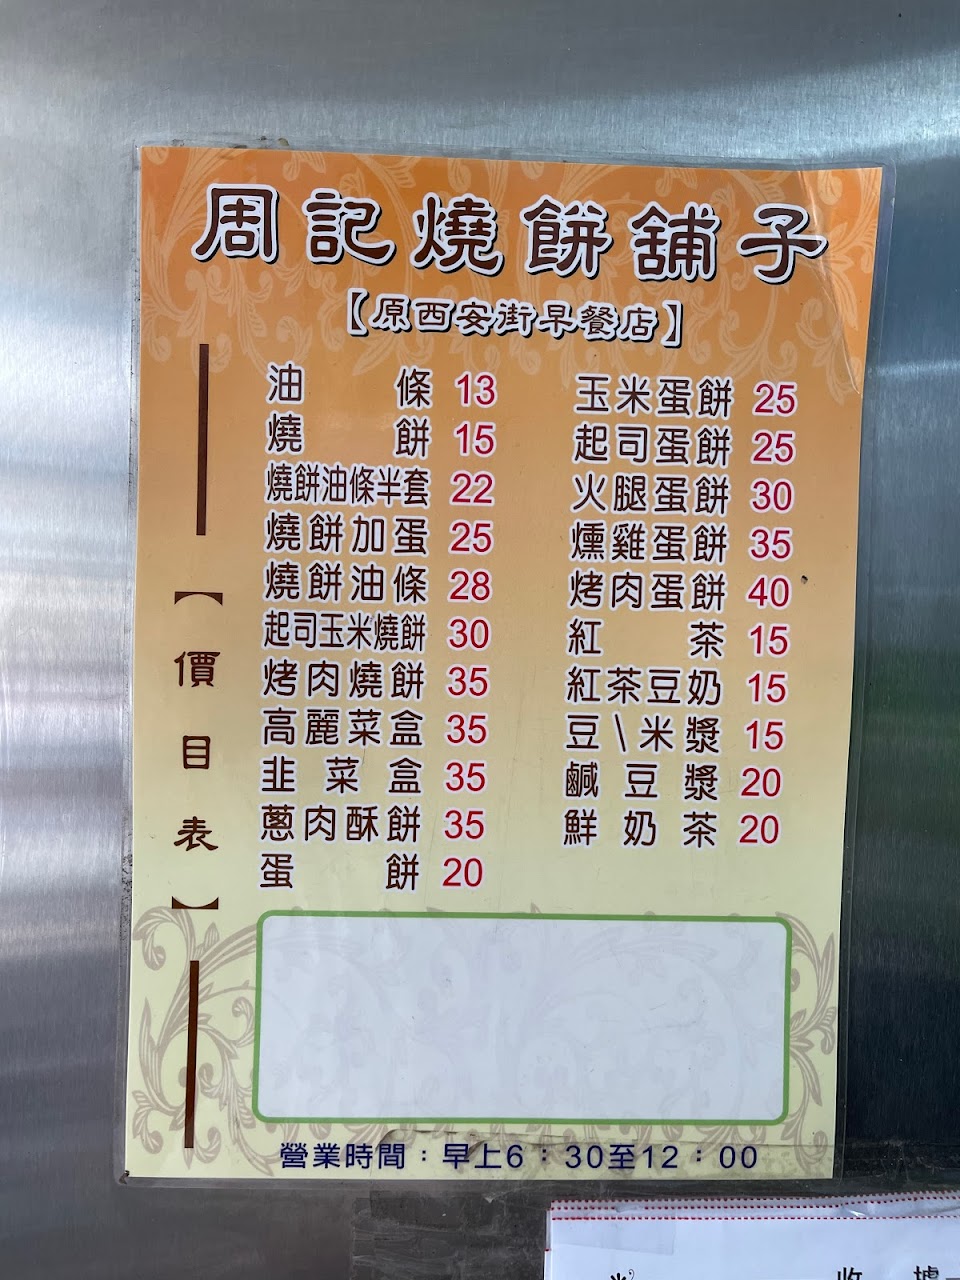 周記燒餅舖子
【原西安街早餐店】
【價目表】
油條 13
燒餅 15
燒餅油條半套 22
燒餅加蛋 25
燒餅油條 28
起司玉米燒餅 30
烤肉燒餅 35
高麗菜盒 35
韭菜盒 35
蔥肉酥餅 35
蛋餅 20
玉米蛋餅 25
起司蛋餅 25
火腿蛋餅 30
燻雞蛋餅 35
烤肉蛋餅 40
紅茶 15
紅茶豆奶 15
豆\米漿 15
鹹豆漿 20
鮮奶茶 20
營業時間：早上6：30至12：00
收據